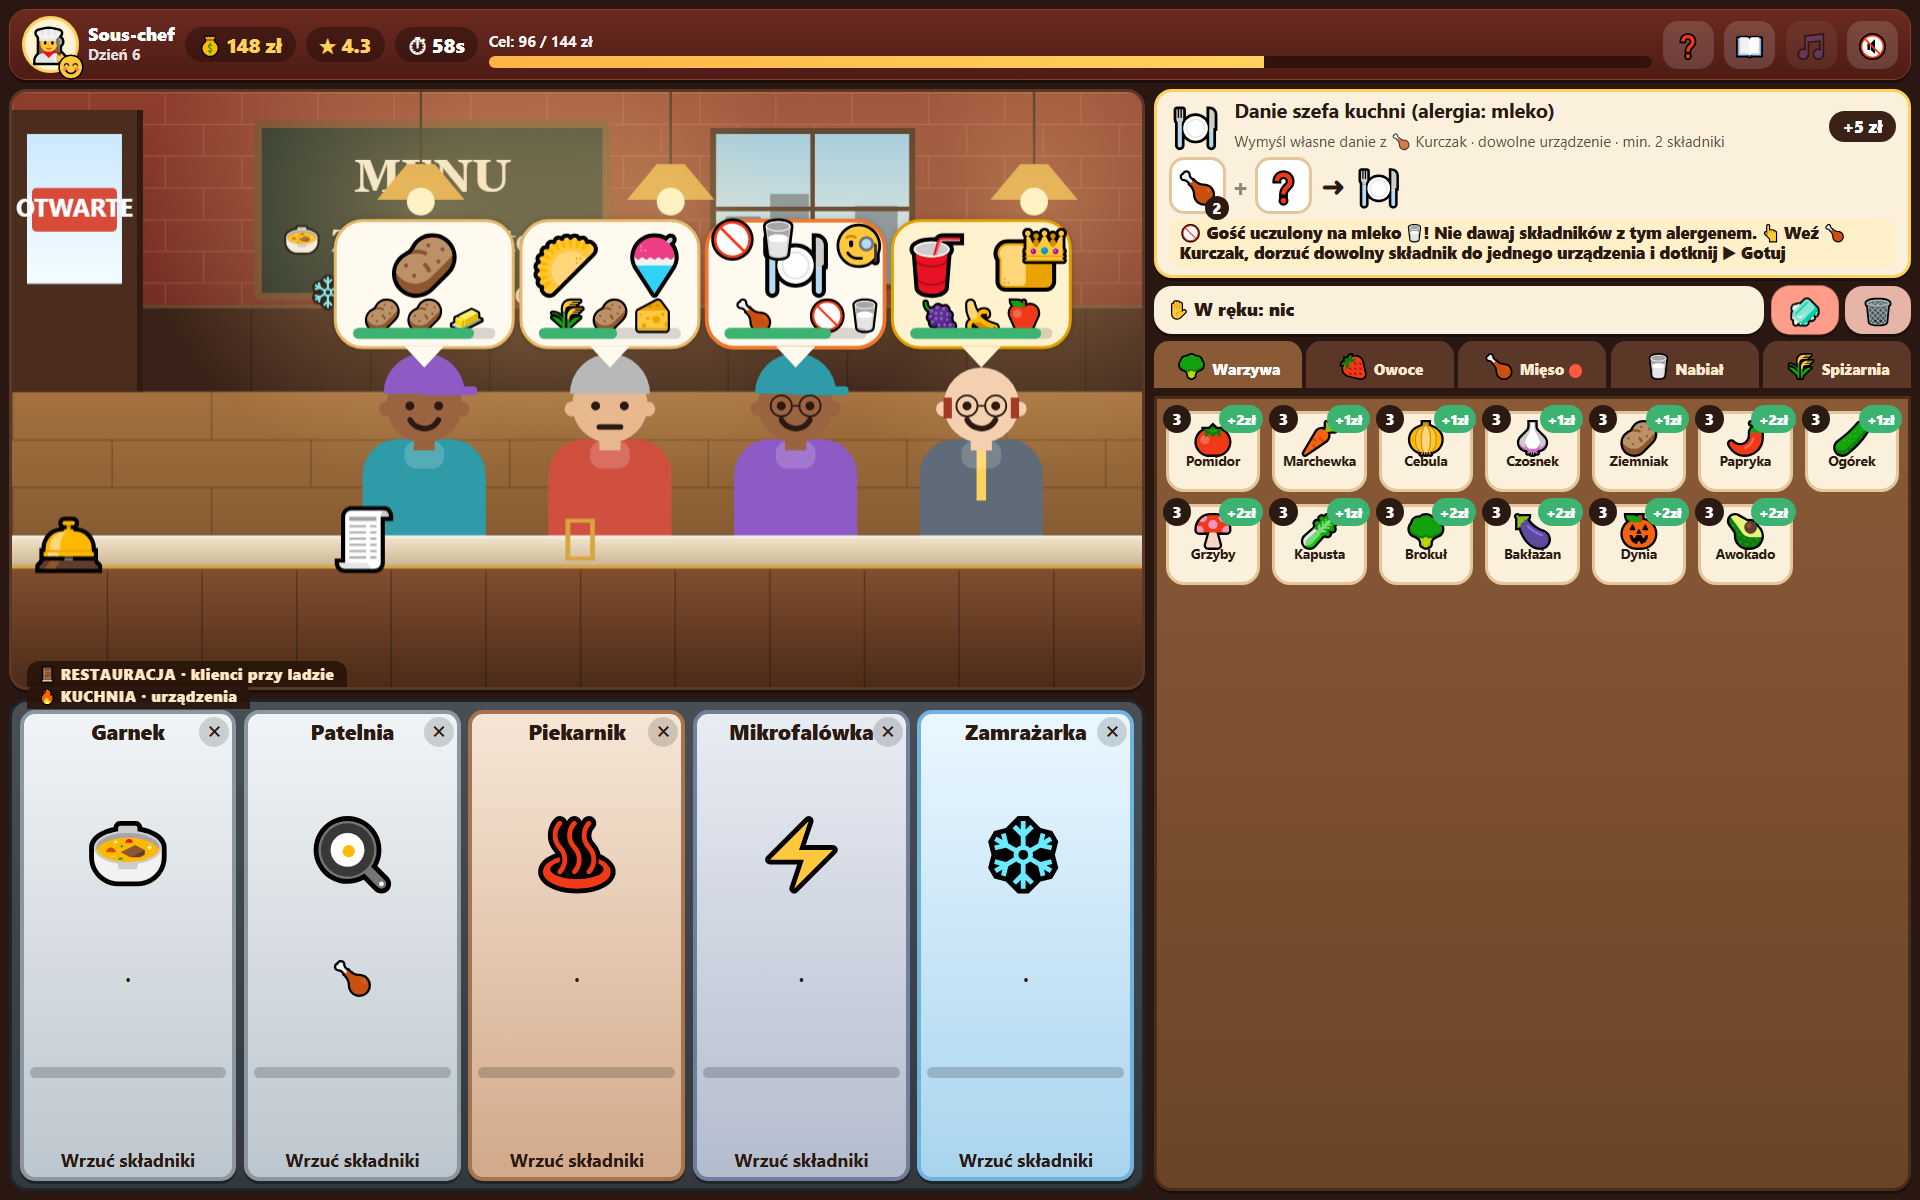 Sous-chef
Dzień 6
148 zł
★ 4.3
58s
Cel: 96 / 144 zł
OTWARTE
MENU
RESTAURACJA · klienci przy ladzie
KUCHNIA · urządzenia
Garnek ✕
Wrzuć składniki
Patelnia ✕
Wrzuć składniki
Piekarnik ✕
Wrzuć składniki
Mikrofalówka ✕
Wrzuć składniki
Zamrażarka ✕
Wrzuć składniki
Danie szefa kuchni (alergia: mleko)
Wymyśl własne danie z 🍗 Kurczak · dowolne urządzenie · min. 2 składniki
+5 zł
2 + ❓ → 🍽
🚫 Gość uczulony na mleko 🥛! Nie dawaj składników z tym alergenem. 👆 Weź 🍗
Kurczak, dorzuć dowolny składnik do jednego urządzenia i dotknij ▶ Gotuj
W ręku: nic
Warzywa
Owoce
Mięso
Nabiał
Spiżarnia
3 +2zł Pomidor
3 +1zł Marchewka
3 +1zł Cebula
3 +1zł Czosnek
3 +1zł Ziemniak
3 +2zł Papryka
3 +1zł Ogórek
3 +2zł Grzyby
3 +1zł Kapusta
3 +2zł Brokuł
3 +2zł Bakłażan
3 +2zł Dynia
3 +2zł Awokado